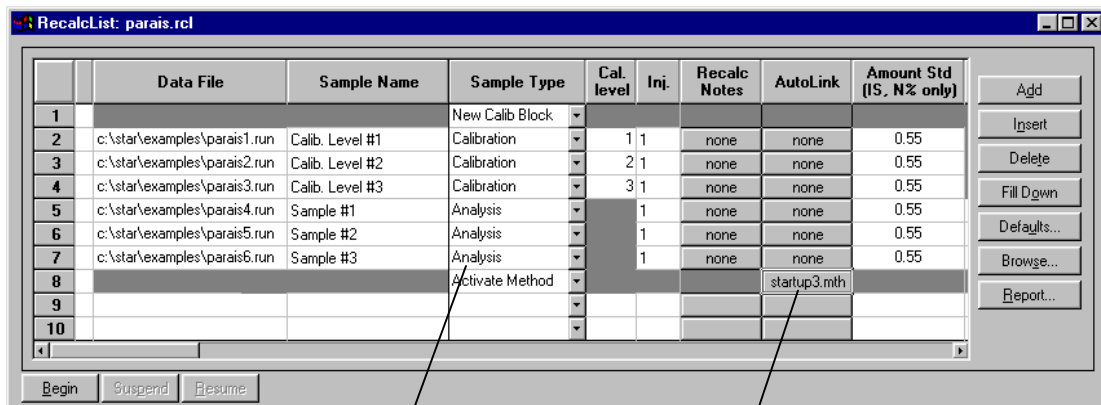 RecalcList: parais.rcl
Data File Sample Name Sample Type Cal. level Inj. Recalc Notes AutoLink Amount Std (IS, N% only)
1 New Calib Block
2 c:\star\examples\parais1.run Calib. Level #1 Calibration 1 1 none none 0.55
3 c:\star\examples\parais2.run Calib. Level #2 Calibration 2 1 none none 0.55
4 c:\star\examples\parais3.run Calib. Level #3 Calibration 3 1 none none 0.55
5 c:\star\examples\parais4.run Sample #1 Analysis 1 none none 0.55
6 c:\star\examples\parais5.run Sample #2 Analysis 1 none none 0.55
7 c:\star\examples\parais6.run Sample #3 Analysis 1 none none 0.55
8 Activate Method startup3.mth
9
10
Add
Insert
Delete
Fill Down
Defaults...
Browse...
Report...
Begin Suspend Resume